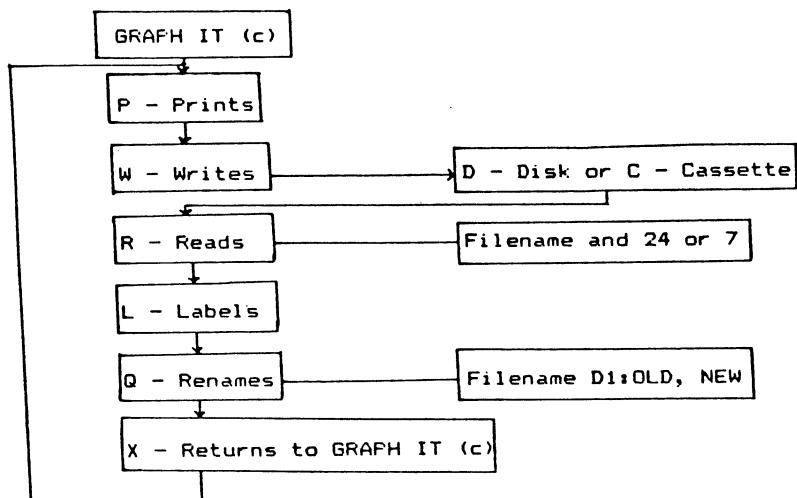 GRAPH IT (c)
P - Prints
W - Writes
D - Disk or C - Cassette
R - Reads
Filename and 24 or 7
L - Labels
Q - Renames
Filename D1:OLD, NEW
X - Returns to GRAPH IT (c)